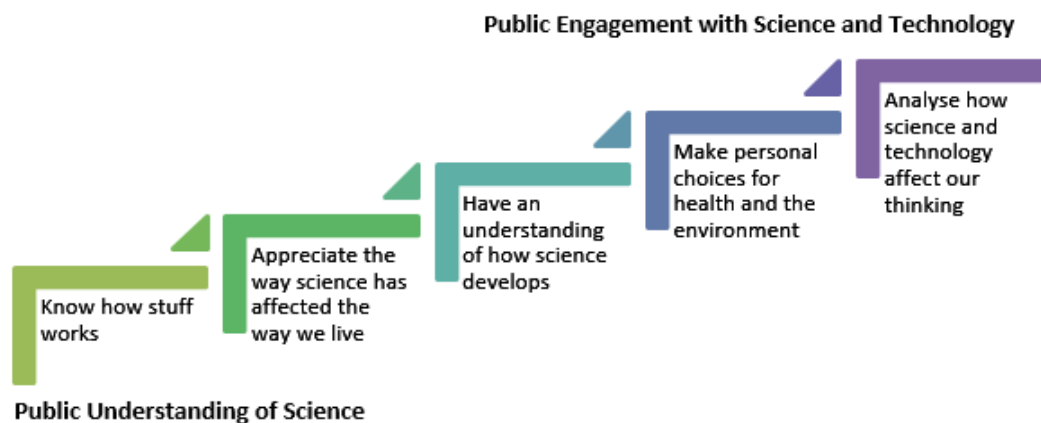 Public Engagement with Science and Technology
Analyse how
science and
technology
affect our
thinking
Make personal
choices for
health and the
environment
Have an
understanding
of how science
develops
Appreciate the
way science has
affected the
way we live
Know how stuff
works
Public Understanding of Science